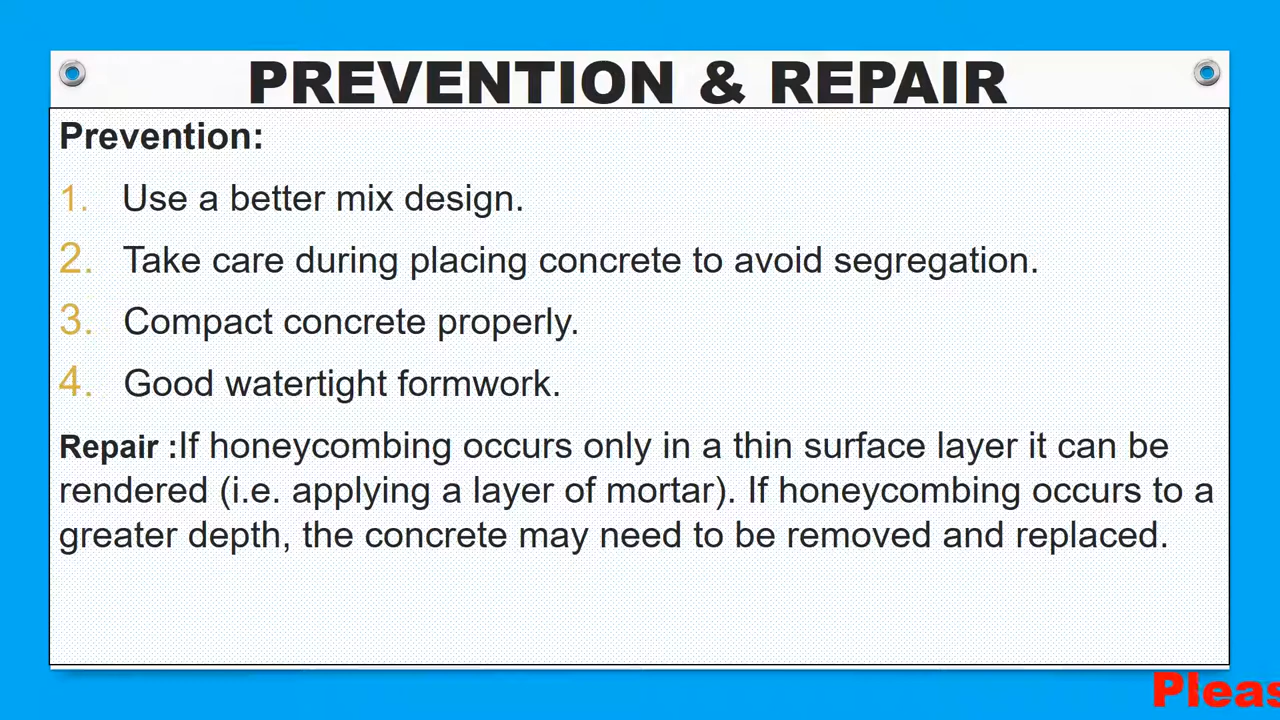 PREVENTION & REPAIR
Prevention:
1. Use a better mix design.
2. Take care during placing concrete to avoid segregation.
3. Compact concrete properly.
4. Good watertight formwork.
Repair :If honeycombing occurs only in a thin surface layer it can be
rendered (i.e. applying a layer of mortar). If honeycombing occurs to a
greater depth, the concrete may need to be removed and replaced.